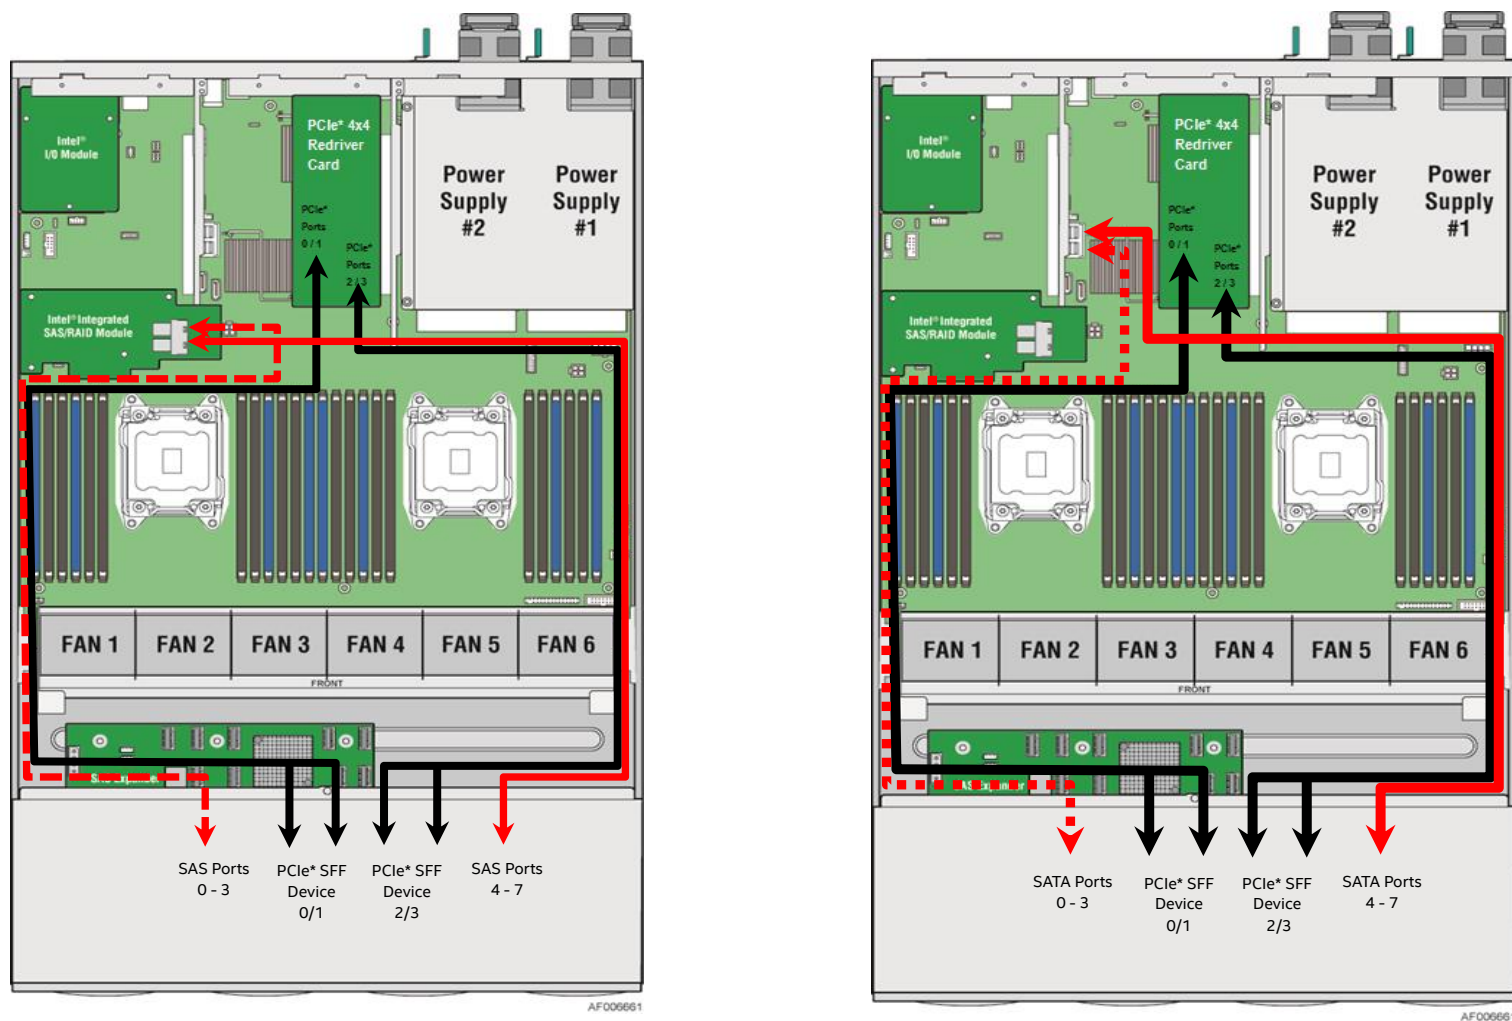 PCIe* 4x4
Redriver
Card
Intel®
I/O Module
Power
Supply
#2
Power
Supply
#1
PCIe*
Ports
0 / 1
PCIe*
Ports
2 / 3
Intel® Integrated
SAS/RAID Module
FAN 1
FAN 2
FAN 3
FAN 4
FAN 5
FAN 6
FRONT
SAS Ports
0 - 3
PCIe* SFF
Device
0/1
PCIe* SFF
Device
2/3
SAS Ports
4 - 7
AF006661
PCIe* 4x4
Redriver
Card
Intel®
I/O Module
Power
Supply
#2
Power
Supply
#1
PCIe*
Ports
0 / 1
PCIe*
Ports
2 / 3
Intel® Integrated
SAS/RAID Module
FAN 1
FAN 2
FAN 3
FAN 4
FAN 5
FAN 6
FRONT
SATA Ports
0 - 3
PCIe* SFF
Device
0/1
PCIe* SFF
Device
2/3
SATA Ports
4 - 7